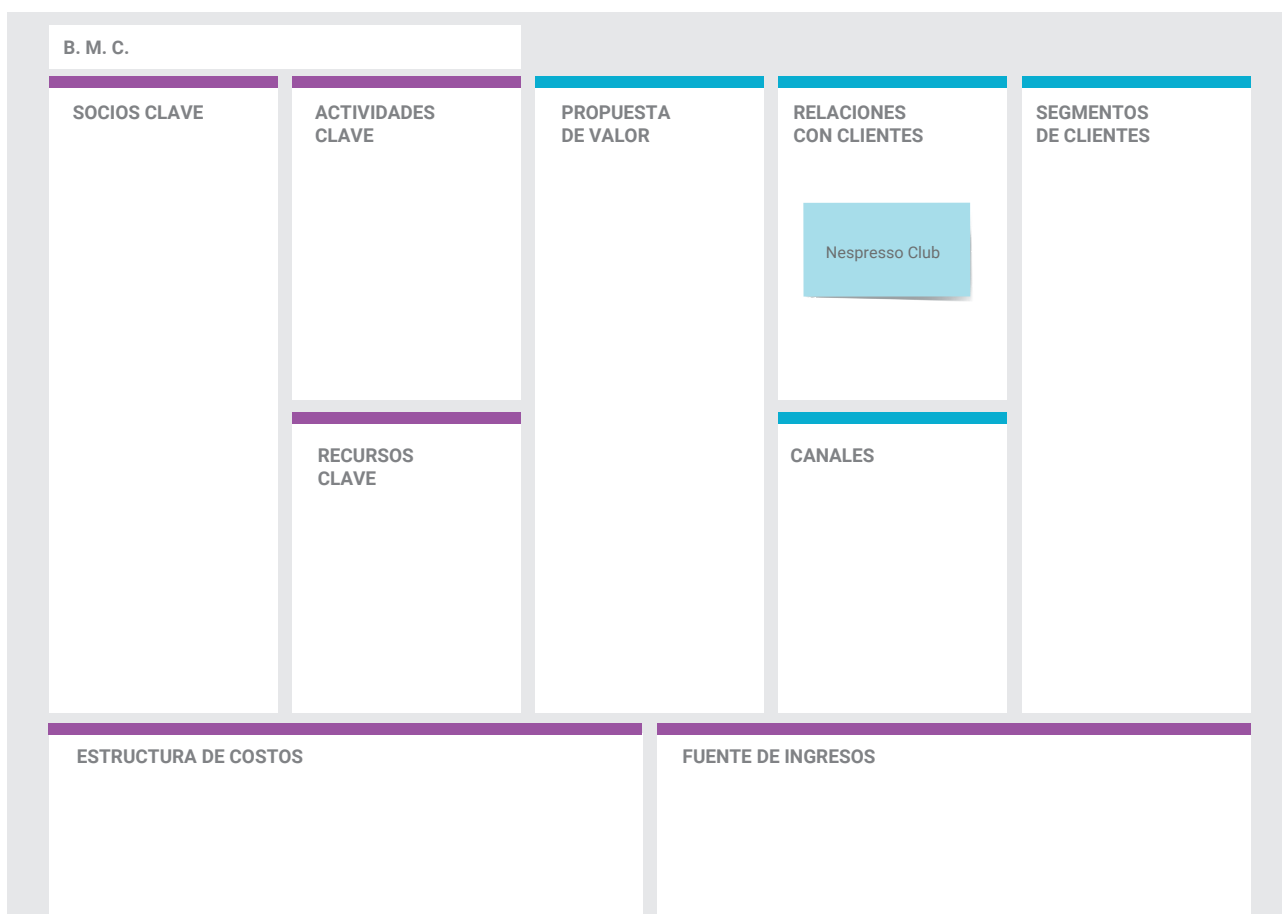 B. M. C.
SOCIOS CLAVE
ACTIVIDADES
CLAVE
PROPUESTA
DE VALOR
RELACIONES
CON CLIENTES
SEGMENTOS
DE CLIENTES
Nespresso Club
RECURSOS
CLAVE
CANALES
ESTRUCTURA DE COSTOS
FUENTE DE INGRESOS